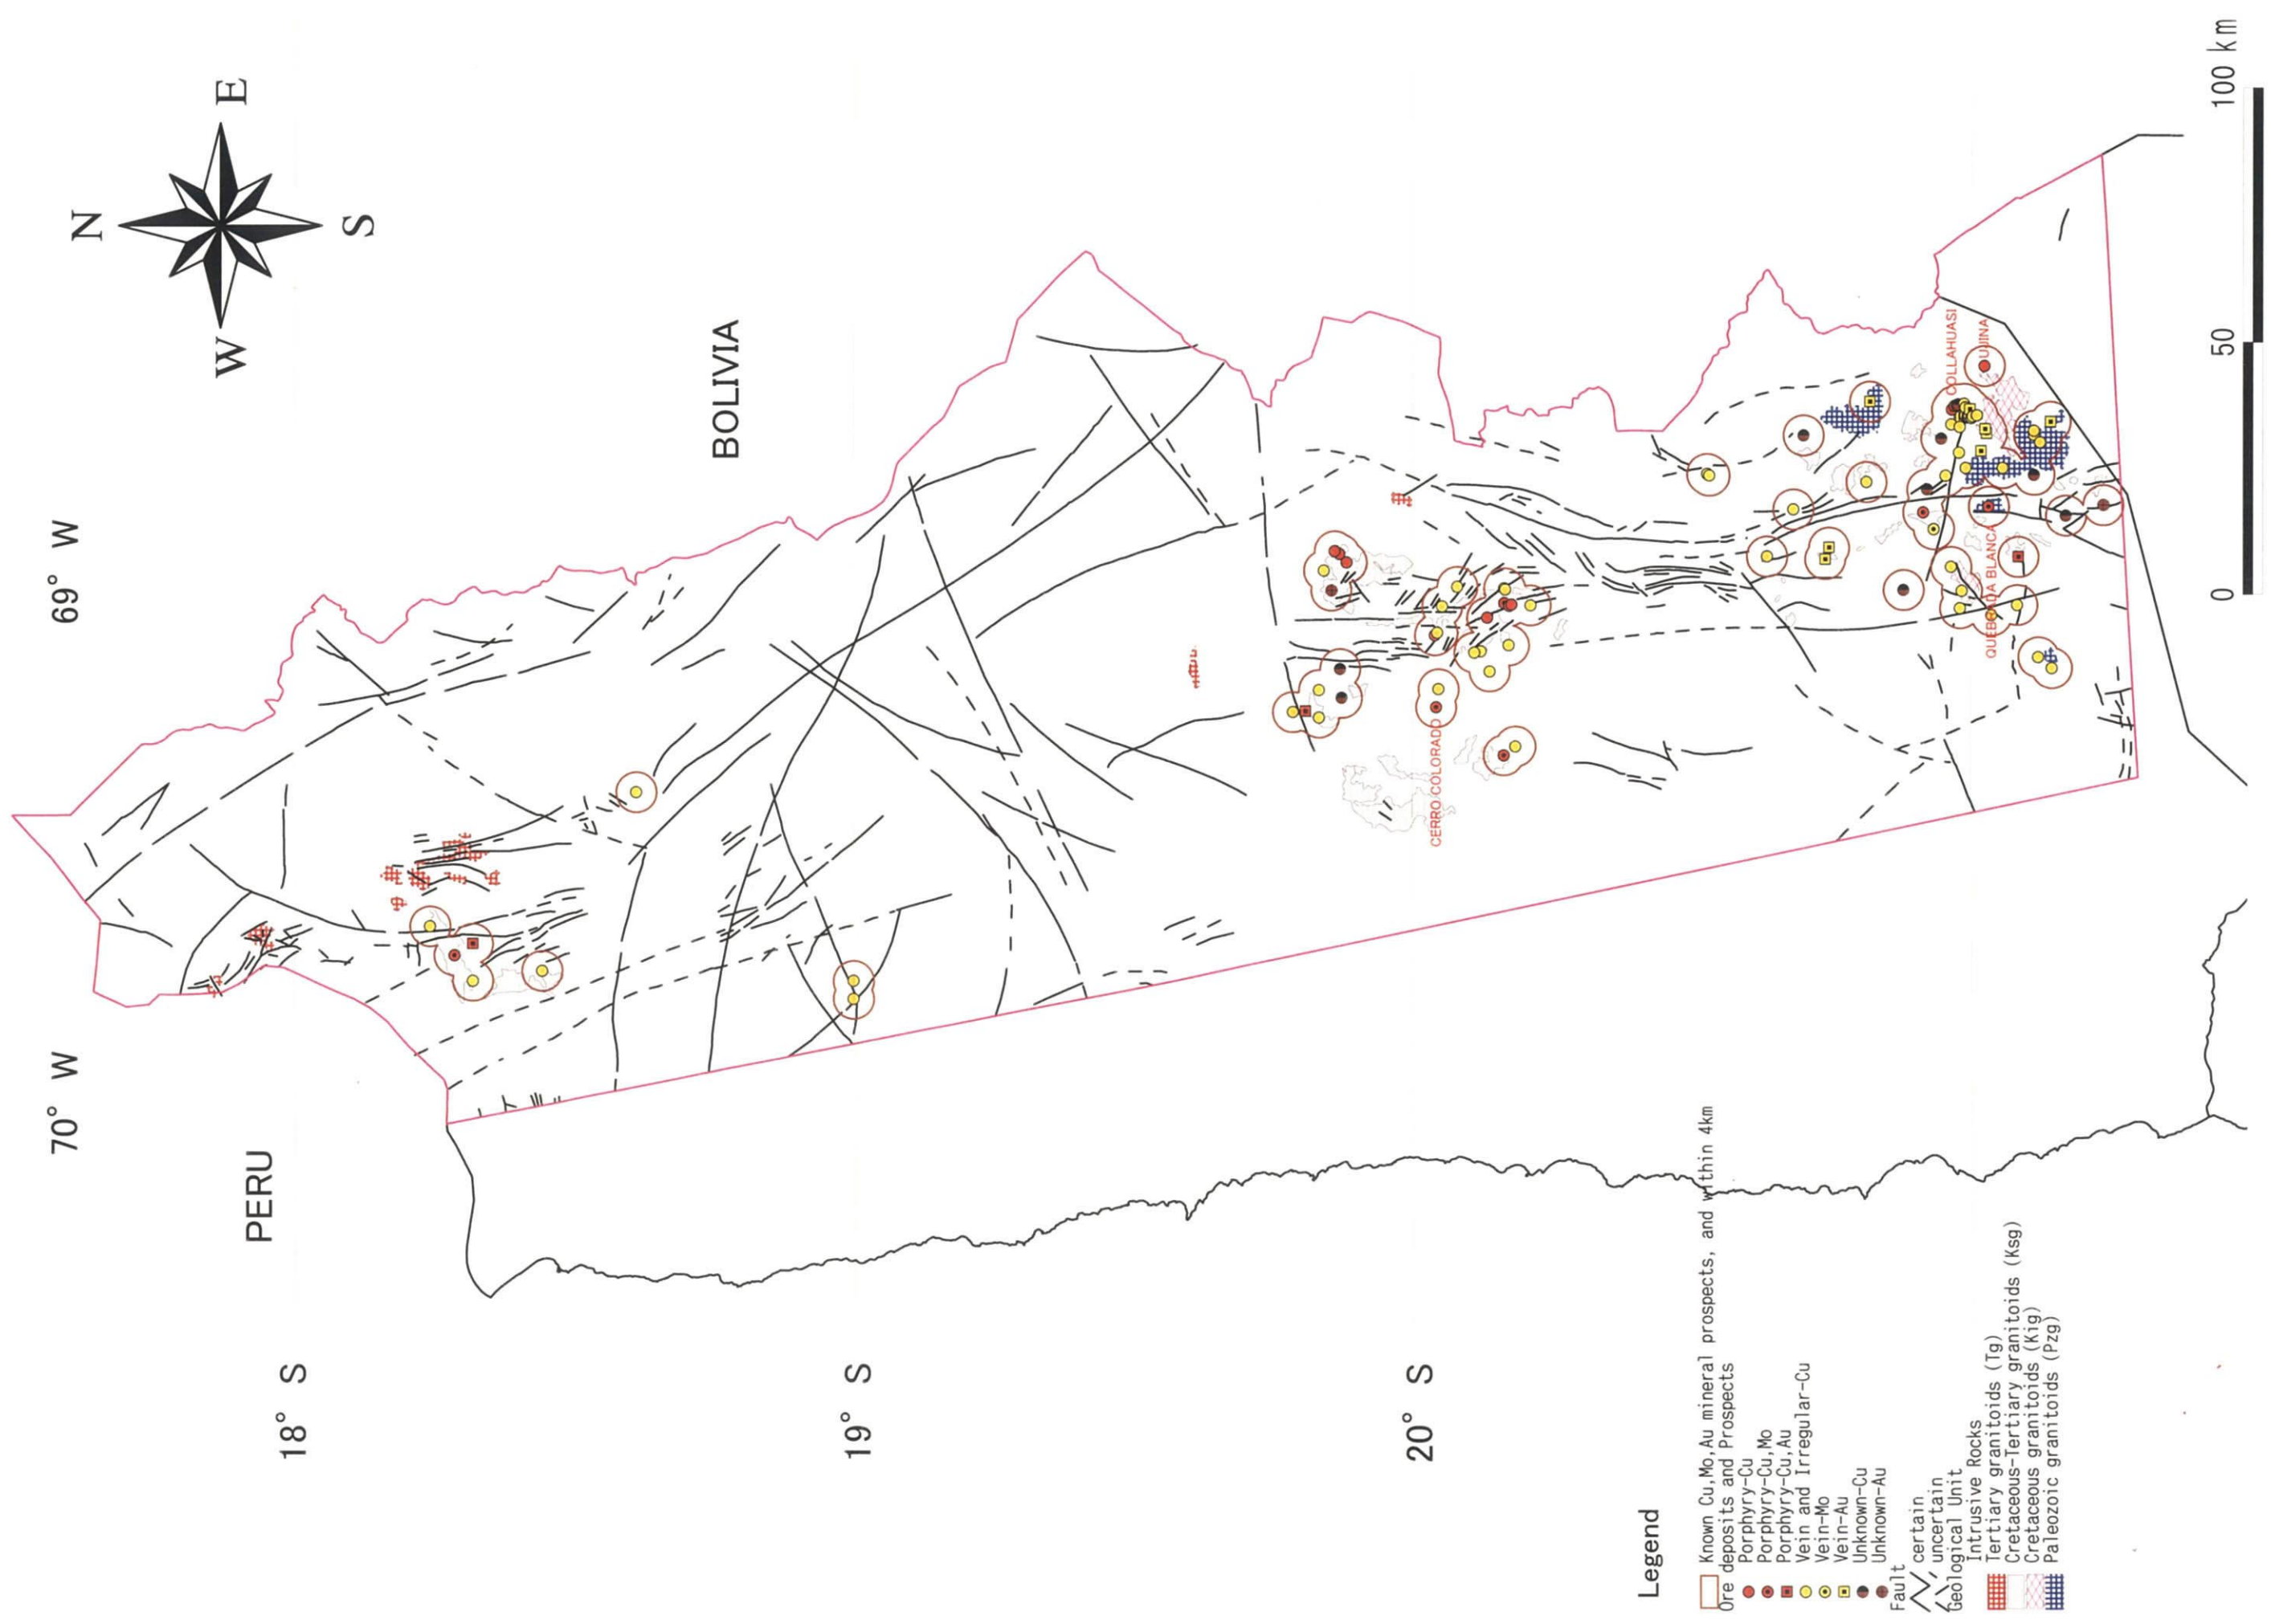 N
E
S
W
69° W
70° W
PERU
BOLIVIA
18° S
19° S
20° S
CERRO COLORADO
COLLAHUASI
UJINA
QUEBRADA BLANCA
0
50
100 km
Legend
Known Cu,Mo,Au mineral prospects, and within 4km
Ore deposits and Prospects
Porphyry-Cu
Porphyry-Cu,Mo
Porphyry-Cu,Au
Vein and Irregular-Cu
Vein-Mo
Vein-Au
Unknown-Cu
Unknown-Au
Fault
certain
uncertain
Geological Unit
Intrusive Rocks
Tertiary granitoids (Tg)
Cretaceous-Tertiary granitoids (Ksg)
Cretaceous granitoids (Kig)
Paleozoic granitoids (Pzg)